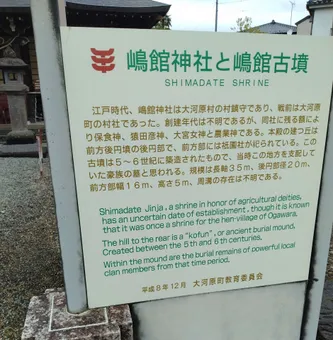 嶋館神社と嶋館古墳
SHIMADATE SHRINE
江戸時代、嶋館神社は大河原村の村鎮守であり、戦前は大河原
町の村社であった。創建年代は不明であるが、同社に残る額によ
り保食神、猿田彦神、大宮女神と農業神である。本殿の建つ丘は
前方後円墳の後円部で、前方部には祗園社が祀られている。この
古墳は5~6世紀に築造されたもので、当時この地方を支配して
いた豪族の墓と思われる。規模は長軸35m、後円部径20m、
前方部幅16m、高さ5m、周溝の存在は不明である。
Shimadate Jinja, a shrine in honor of agricultural deities,
has an uncertain date of establishment, though it is known
that it was once a shrine for the hen-village of Ogawara.
The hill to the rear is a "kofun", or ancient burial mound.
Created between the 5th and 6th centuries.
Within the mound are the burial remains of powerful local
clan members from that time period.
平成8年12月 大河原町教育委員会